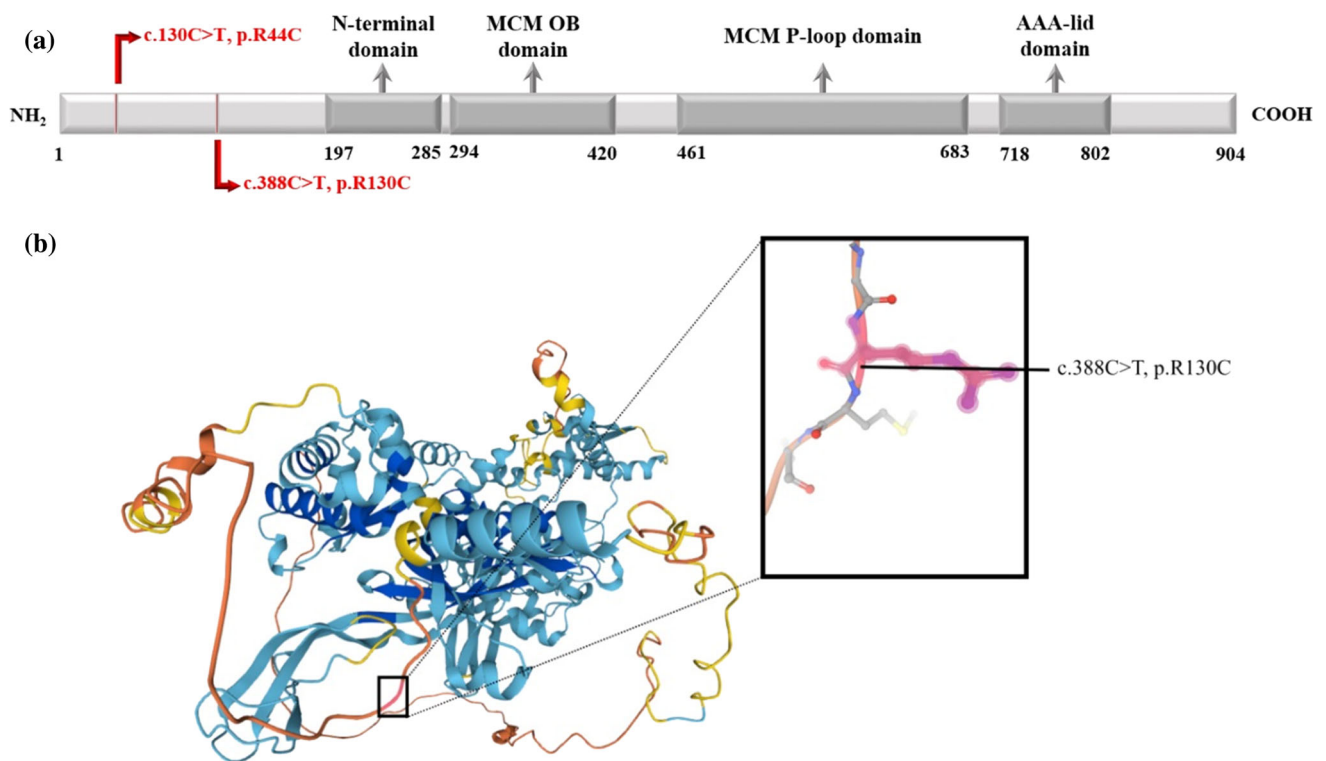 (a)
c.130C>T, p.R44C
N-terminal
domain
MCM OB
domain
MCM P-loop domain
AAA-lid
domain
NH₂
COOH
1
197
285
294
420
461
683
718
802
904
c.388C>T, p.R130C
(b)
c.388C>T, p.R130C